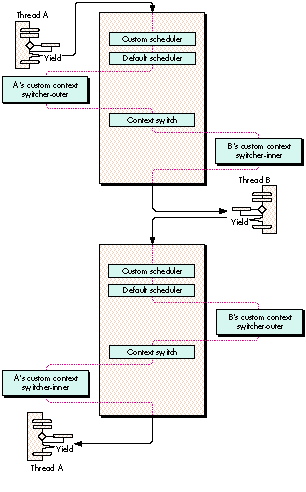 Thread A
Yield
Custom scheduler
Default scheduler
A's custom context
switcher-outer
Context switch
B's custom context
switcher-inner
Thread B
Yield
Custom scheduler
Default scheduler
B's custom context
switcher-outer
Context switch
A's custom context
switcher-inner
Yield
Thread A